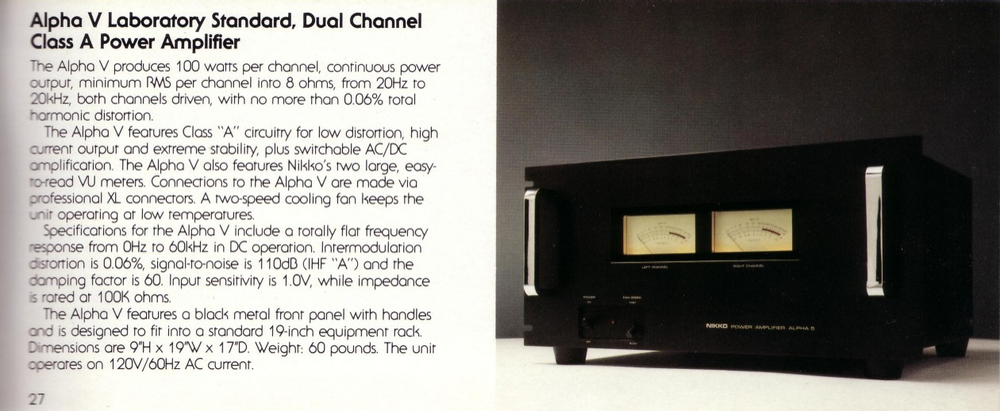 Alpha V Laboratory Standard, Dual Channel
Class A Power Amplifier
The Alpha V produces 100 watts per channel, continuous power
output, minimum RMS per channel into 8 ohms, from 20Hz to
20kHz, both channels driven, with no more than 0.06% total
harmonic distortion.
The Alpha V features Class "A" circuitry for low distortion, high
current output and extreme stability, plus switchable AC/DC
amplification. The Alpha V also features Nikko's two large, easy-
to-read VU meters. Connections to the Alpha V are made via
professional XL connectors. A two-speed cooling fan keeps the
unit operating at low temperatures.
Specifications for the Alpha V include a totally flat frequency
response from 0Hz to 60kHz in DC operation. Intermodulation
distortion is 0.06%, signal-to-noise is 110dB (IHF "A") and the
damping factor is 60. Input sensitivity is 1.0V, while impedance
is rated at 100K ohms.
The Alpha V features a black metal front panel with handles
and is designed to fit into a standard 19-inch equipment rack.
Dimensions are 9"H x 19"W x 17"D. Weight: 60 pounds. The unit
operates on 120V/60Hz AC current.
27
LEFT CHANNEL
RIGHT CHANNEL
POWER
FAN SPEED
NIKKO POWER AMPLIFIER ALPHA 5